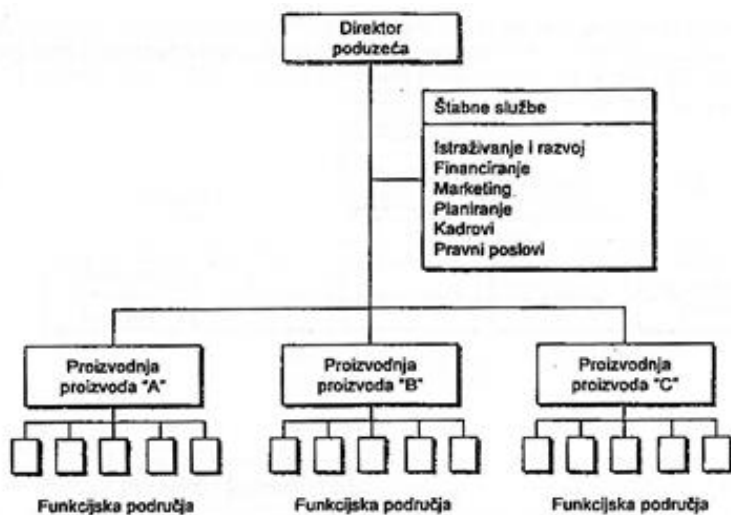 Direktor
poduzeća
Štabne službe
Istraživanje i razvoj
Financiranje
Marketing
Planiranje
Kadrovi
Pravni poslovi
Proizvodnja
proizvoda "A"
Proizvodnja
proizvoda "B"
Proizvodnja
proizvoda "C"
Funkcijska područja
Funkcijska područja
Funkcijska područja